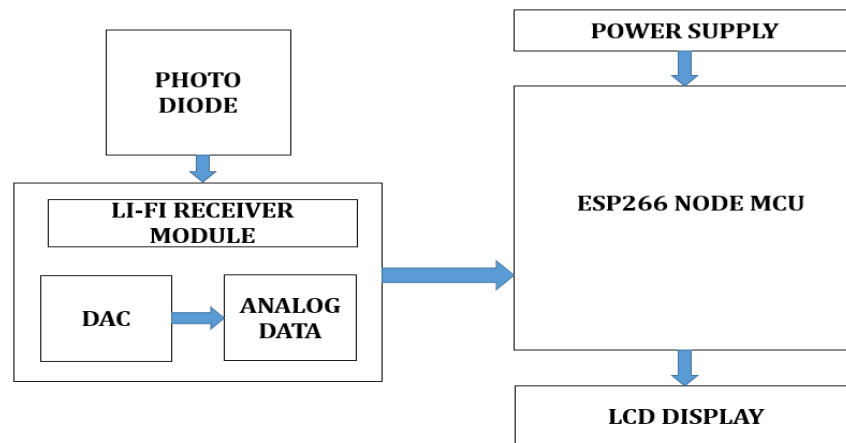 PHOTO
DIODE
LI-FI RECEIVER
MODULE
DAC
ANALOG
DATA
POWER SUPPLY
ESP266 NODE MCU
LCD DISPLAY